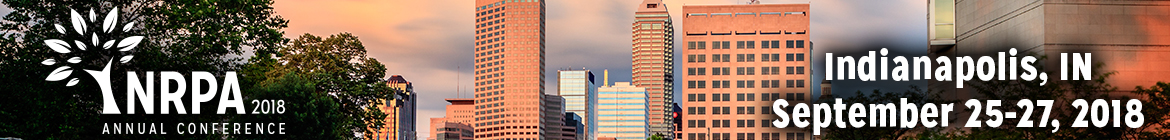 NRPA 2018
ANNUAL CONFERENCE
Indianapolis, IN
September 25-27, 2018